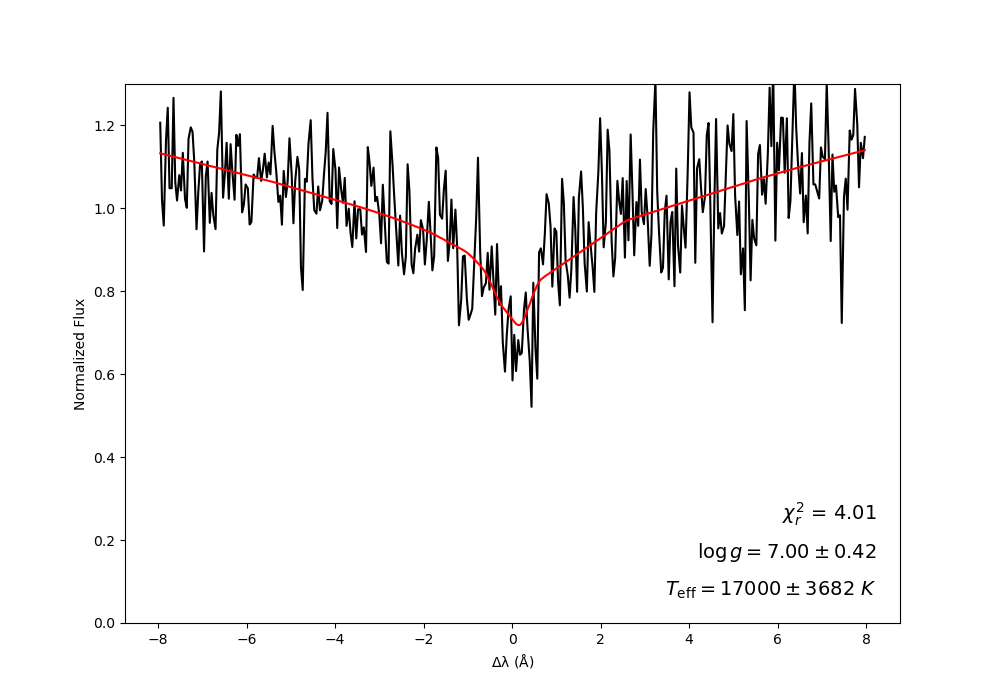 1.2
1.0
0.8
0.6
0.4
0.2
0.0
Normalized Flux
χ²ᵣ = 4.01
log g = 7.00 ± 0.42
T_eff = 17000 ± 3682 K
−8 −6 −4 −2 0 2 4 6 8
Δλ (Å)